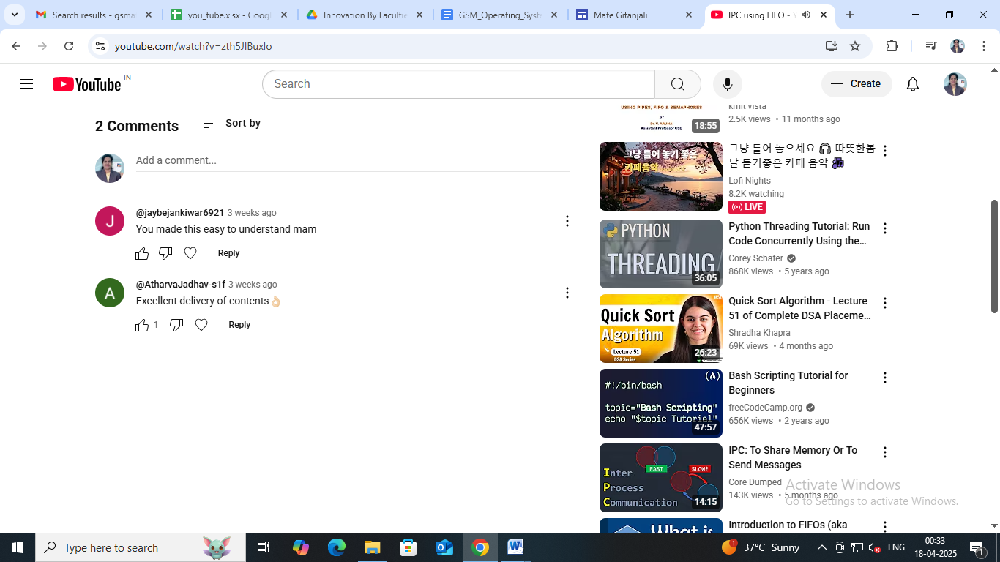 Search results - gsma
you_tube.xlsx - Googl
Innovation By Facultie
GSM_Operating_Syst
Mate Gitanjali
IPC using FIFO - Y
youtube.com/watch?v=zth5JlBuxlo
YouTube IN
Search
Create
2 Comments
Sort by
Add a comment...
@jaybejankiwar6921 3 weeks ago
You made this easy to understand mam
Reply
@AtharvaJadhav-s1f 3 weeks ago
Excellent delivery of contents👌🏻
1
Reply
USING PIPES, FIFO & SEMAPHORES
BY
Dr. V. ARUNA
Assistant Professor CSE
18:55
kmit vista
2.5K views • 11 months ago
그냥 틀어 놓기 좋은
카페음악
그냥 틀어 놓으세요 🎧 따뜻한봄
날 듣기좋은 카페 음악 🎶
Lofi Nights
8.2K watching
LIVE
PYTHON
THREADING
36:05
Python Threading Tutorial: Run
Code Concurrently Using the...
Corey Schafer
868K views • 5 years ago
Quick Sort
Algorithm
Lecture 51
DSA Series
26:23
Quick Sort Algorithm - Lecture
51 of Complete DSA Placeme...
Shradha Khapra
69K views • 4 months ago
#!/bin/bash
topic="Bash Scripting"
echo "$topic Tutorial"
47:57
Bash Scripting Tutorial for
Beginners
freeCodeCamp.org
656K views • 2 years ago
FAST
SLOW?
Inter
Process
Communication
14:15
IPC: To Share Memory Or To
Send Messages
Core Dumped
143K views • 5 months ago
What is
Introduction to FIFOs (aka
Activate Windows
Go to Settings to activate Windows.
Type here to search
1
37°C Sunny
ENG
00:33
18-04-2025
1